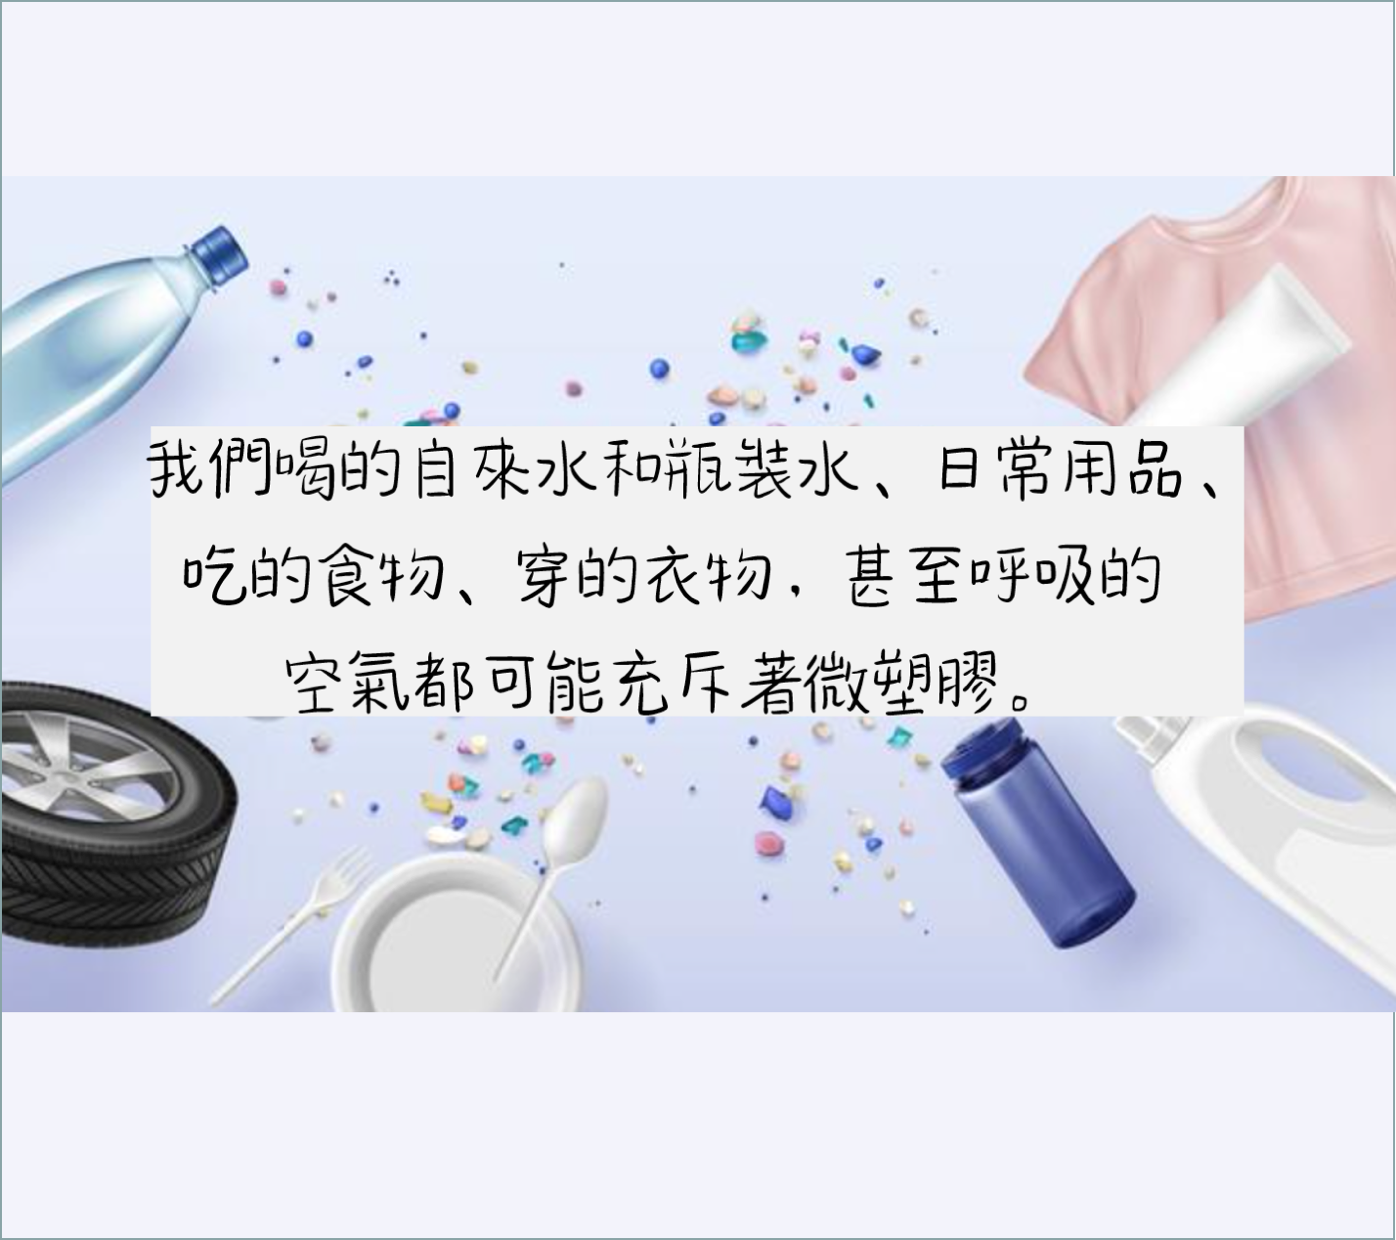 我們喝的自來水和瓶裝水、日常用品、
吃的食物、穿的衣物，甚至呼吸的
空氣都可能充斥著微塑膠。